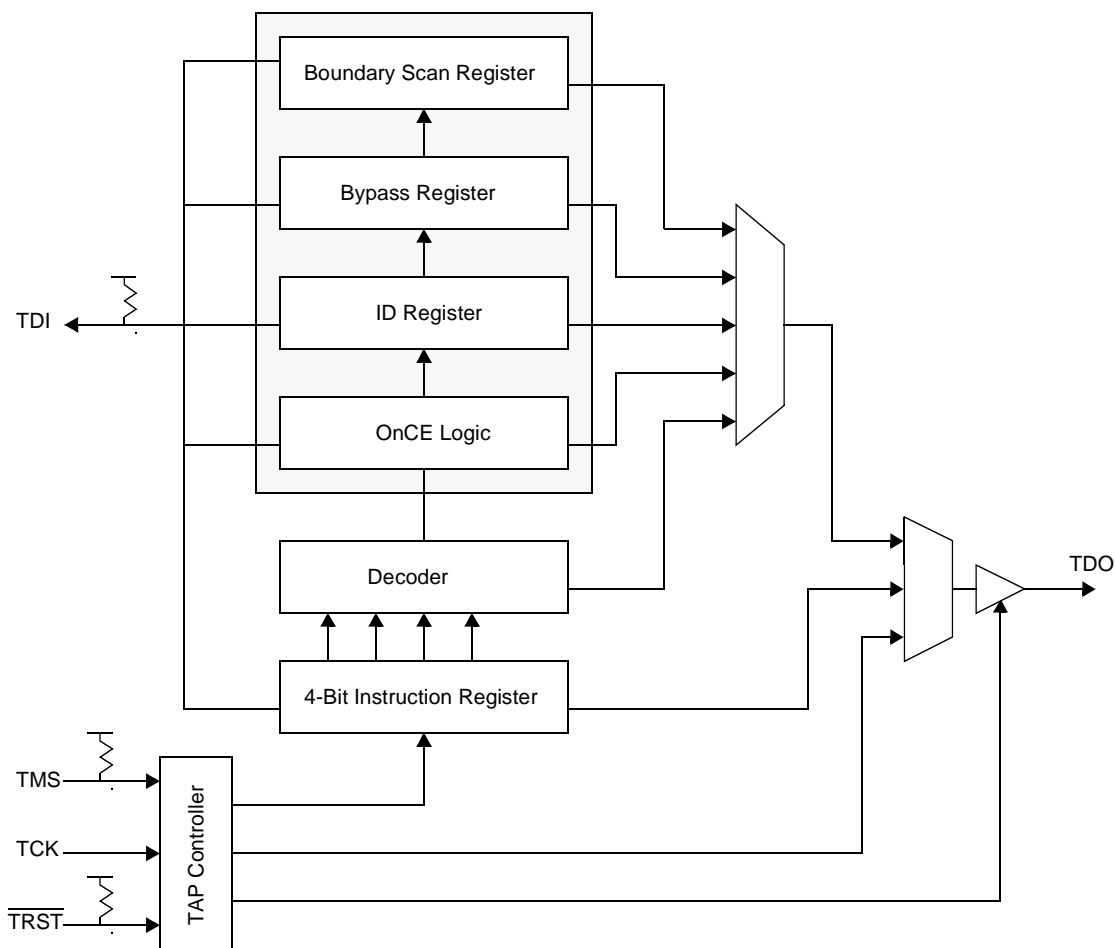 Boundary Scan Register
Bypass Register
TDI
ID Register
OnCE Logic
Decoder
TDO
4-Bit Instruction Register
TMS
TCK
TRST
TAP Controller